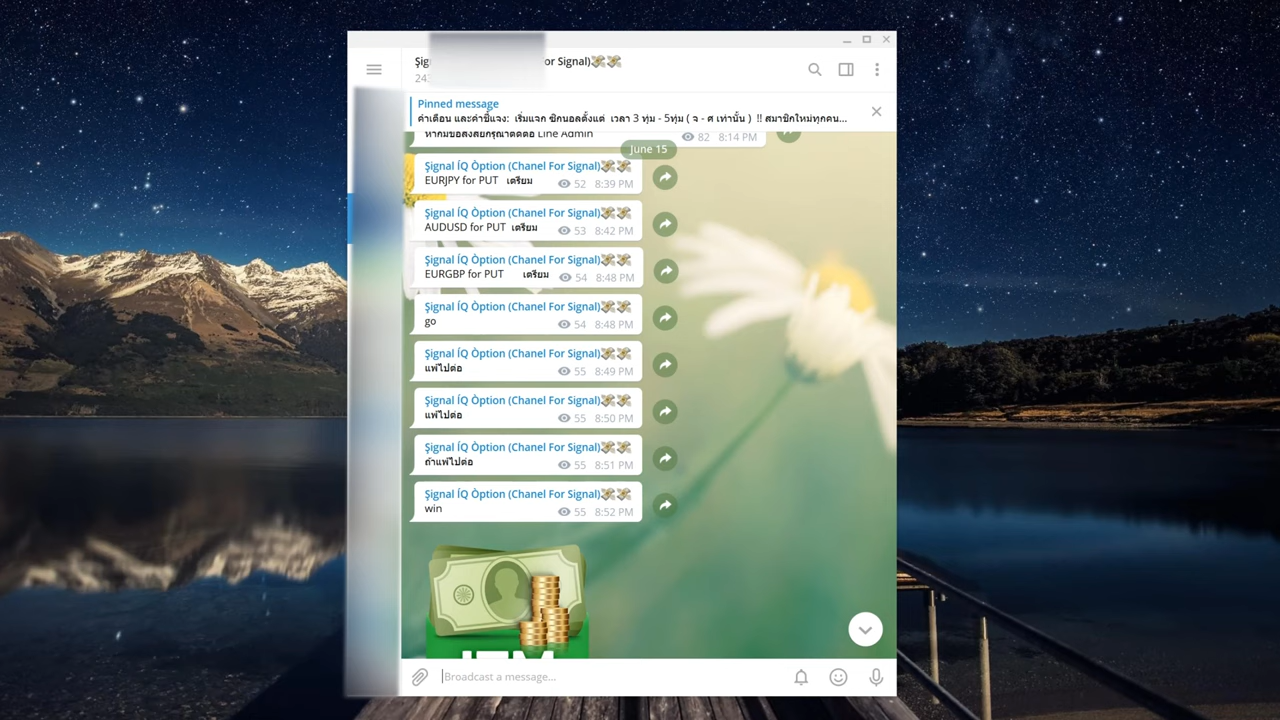 or Signal)💸💸
Pinned message
คำเตือน และคำชี้แจง: เริ่มแจก ซิกนอลตั้งแต่ เวลา 3 ทุ่ม - 5ทุ่ม ( จ - ศ เท่านั้น ) !! สมาชิกใหม่ทุกคน...
หากมีข้อสงสัยกรุณาติดต่อ Line Admin 82 8:14 PM
June 15
Şignal ÍQ Òption (Chanel For Signal)💸💸
EURJPY for PUT เตรียม 52 8:39 PM
Şignal ÍQ Òption (Chanel For Signal)💸💸
AUDUSD for PUT เตรียม 53 8:42 PM
Şignal ÍQ Òption (Chanel For Signal)💸💸
EURGBP for PUT เตรียม 54 8:48 PM
Şignal ÍQ Òption (Chanel For Signal)💸💸
go 54 8:48 PM
Şignal ÍQ Òption (Chanel For Signal)💸💸
แพ้ไปต่อ 55 8:49 PM
Şignal ÍQ Òption (Chanel For Signal)💸💸
แพ้ไปต่อ 55 8:50 PM
Şignal ÍQ Òption (Chanel For Signal)💸💸
ถ้าแพ้ไปต่อ 55 8:51 PM
Şignal ÍQ Òption (Chanel For Signal)💸💸
win 55 8:52 PM
ITM
Broadcast a message...